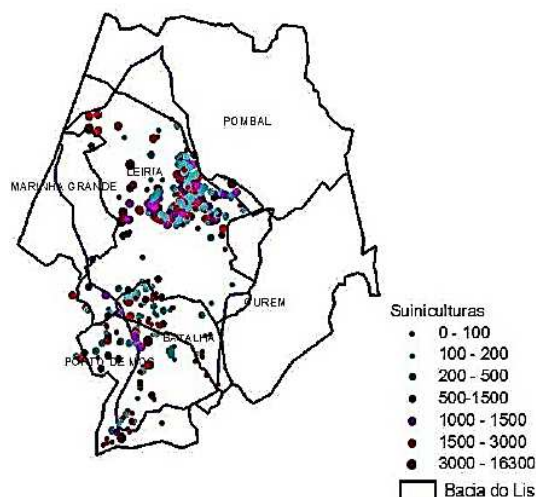 POMBAL
LEIRIA
MARINHA GRANDE
OUREM
BATALHA
PORTO DE MOS
Suiniculturas
0 - 100
100 - 200
200 - 500
500-1500
1000 - 1500
1500 - 3000
3000 - 16300
Bacia do Lis